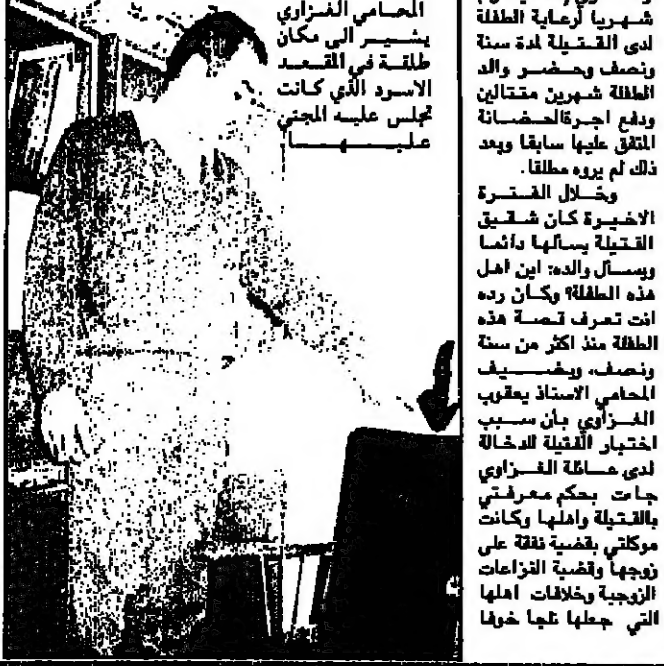 المحامي الغزاوي
يشير الى مكان
طلقة في المقعد
الاسود الذي كانت
تجلس عليه المجني
عليها
شهريا لرعاية الطفلة
لدى القتيلة لمدة سنة
ونصف وحضر والد
الطفلة شهرين متتالين
ودفع اجرة الحضانة
المتفق عليها سابقا وبعد
ذلك لم يروه مطلقا .
وخلال الفترة
الاخيرة كان شقيق
القتيلة يسألها دائما
ويسأل والده: اين اهل
هذه الطفلة؟ وكان رده
انت تعرف قصة هذه
الطفلة منذ اكثر من سنة
ونصف، ويضيف
المحامي الاستاذ يعقوب
الغزاوي بأن سبب
اختيار القتيلة للدخالة
لدى عائلة الغزاوي
جاءت بحكم معرفتي
بالقتيلة واهلها وكانت
موكلتي بقضية نفقة على
زوجها وقضية النزاعات
الزوجية وخلافات اهلها
التي جعلها تلجا خوفا